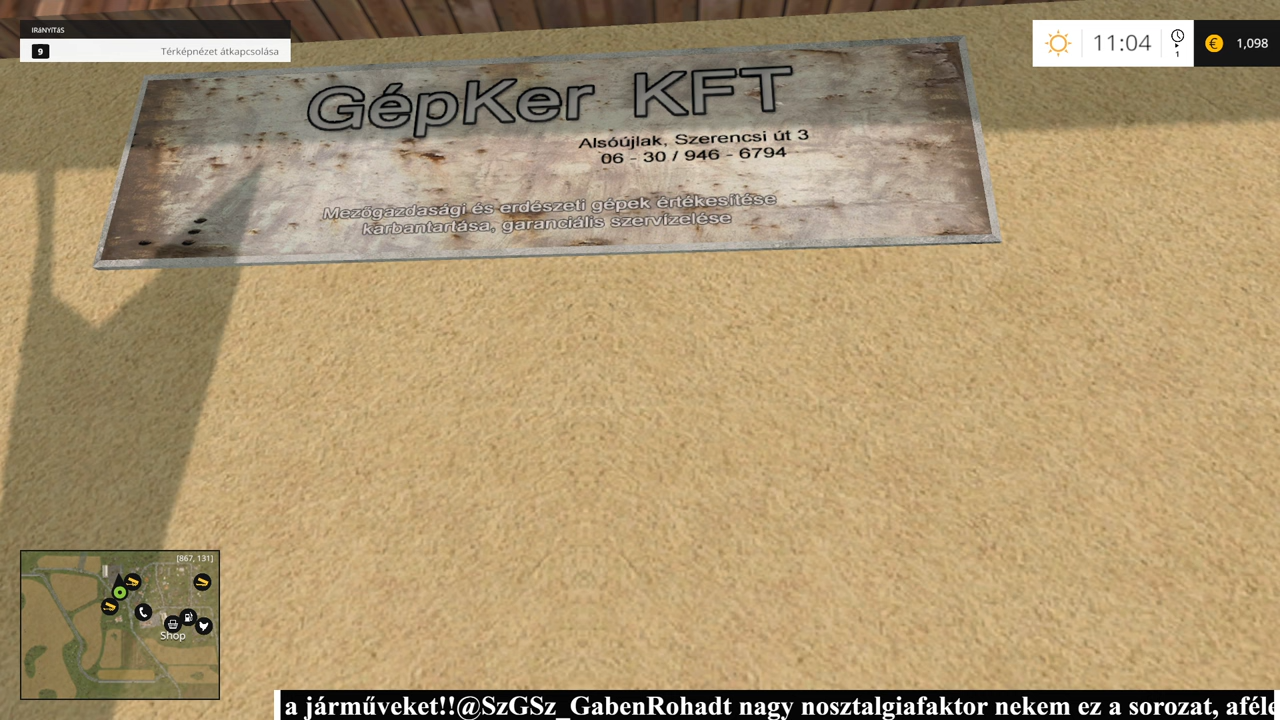 IRÁNYÍTÁS
9 Térképnézet átkapcsolása
11:04
1
€ 1,098
GépKer KFT
Alsóújlak, Szerencsi út 3
06 - 30 / 946 - 6794
Mezőgazdasági és erdészeti gépek értékesítése
karbantartása, garanciális szervizelése
[867, 131]
Shop
a járműveket!!@SzGSz_GabenRohadt nagy nosztalgiafaktor nekem ez a sorozat, aféle